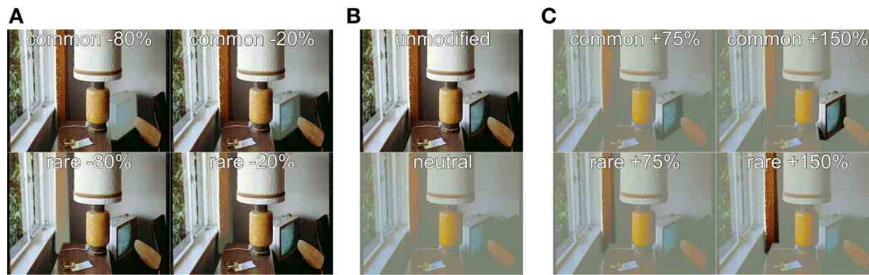 A
B
C
common -80%
common -20%
unmodified
common +75%
common +150%
rare -80%
rare -20%
neutral
rare +75%
rare +150%